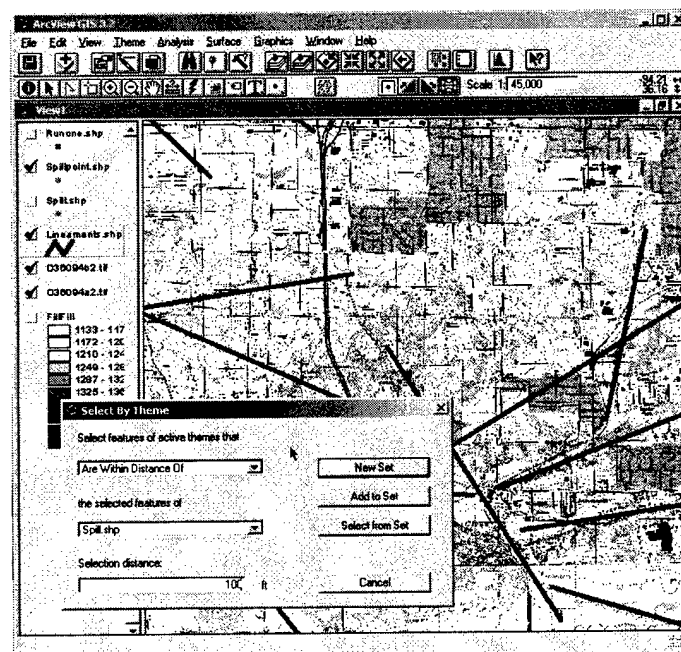 ArcView GIS 3.2
File Edit View Theme Analysis Surface Graphics Window Help
Scale 1: 45,000
View1
Runone.shp
Spillpoint.shp
Spill.shp
Lineaments.shp
O36094b2.tif
O36094a2.tif
1133 - 117
1172 - 12
1210 - 124
1249 - 128
1287 - 132
1325 - 136
Select By Theme
Select features of active themes that
Are Within Distance Of
New Set
Add to Set
the selected features of
Spill.shp
Select from Set
Selection distance:
100 ft
Cancel